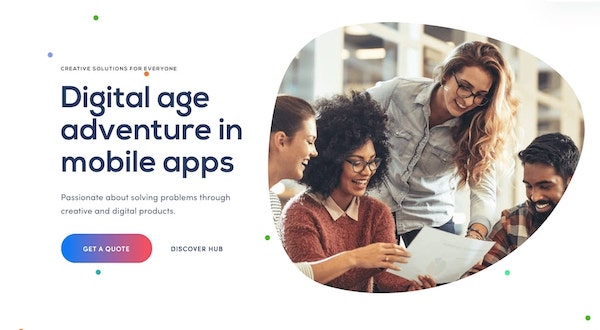 CREATIVE SOLUTIONS FOR EVERYONE
Digital age
adventure in
mobile apps
Passionate about solving problems through
creative and digital products.
GET A QUOTE
DISCOVER HUB